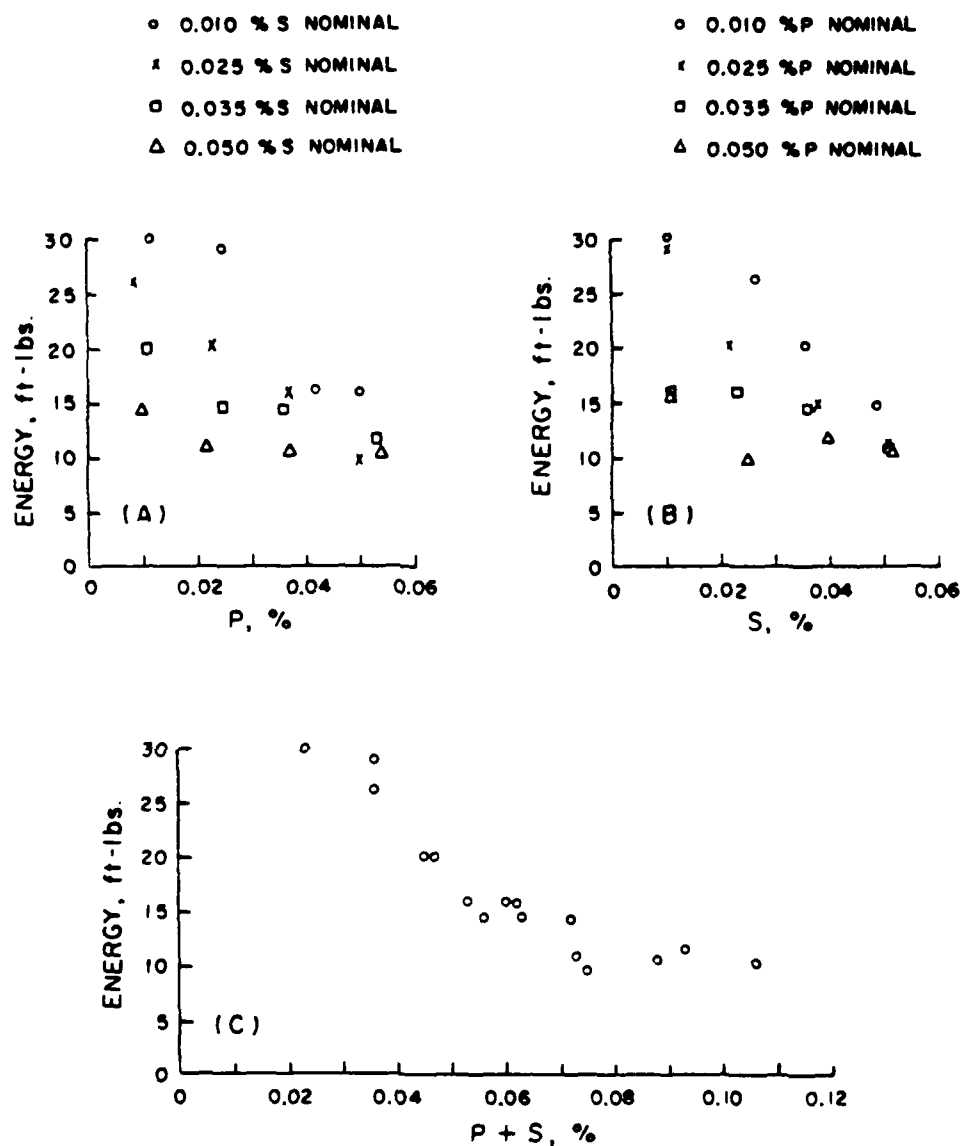 o 0.010 % S NOMINAL
x 0.025 % S NOMINAL
□ 0.035 % S NOMINAL
△ 0.050 % S NOMINAL
o 0.010 %P NOMINAL
x 0.025 %P NOMINAL
□ 0.035 %P NOMINAL
△ 0.050 %P NOMINAL
ENERGY, ft-lbs.
30
25
20
15
10
5
0
(A)
0 0.02 0.04 0.06
P, %
ENERGY, ft-lbs.
30
25
20
15
10
5
0
(B)
0 0.02 0.04 0.06
S, %
ENERGY, ft-lbs.
30
25
20
15
10
5
0
(C)
0 0.02 0.04 0.06 0.08 0.10 0.12
P + S, %